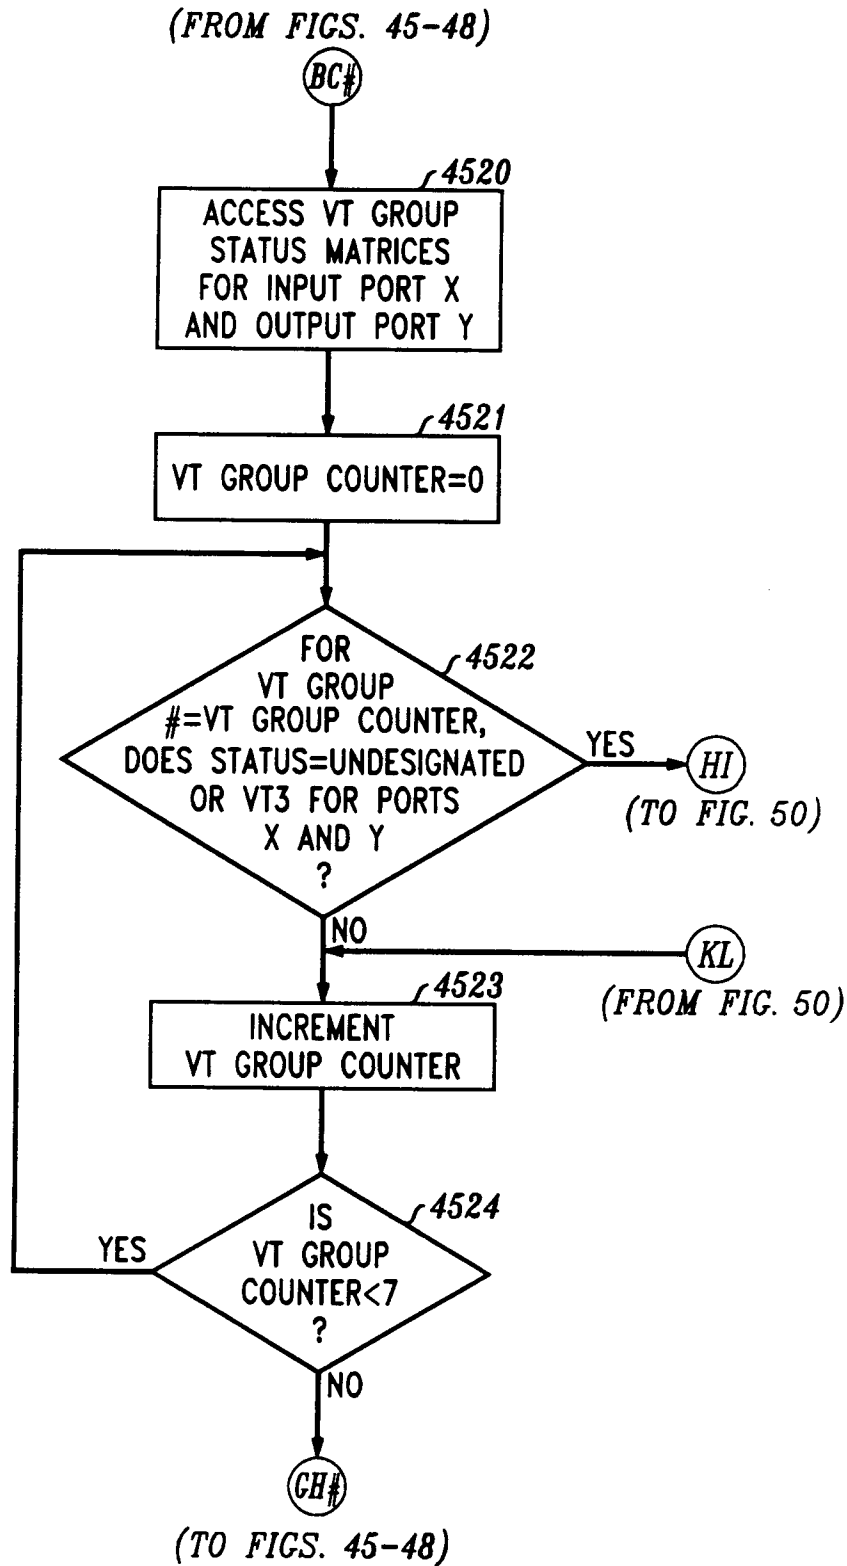 (FROM FIGS. 45-48)
BC#
4520
ACCESS VT GROUP
STATUS MATRICES
FOR INPUT PORT X
AND OUTPUT PORT Y
4521
VT GROUP COUNTER=0
4522
FOR
VT GROUP
#=VT GROUP COUNTER,
DOES STATUS=UNDESIGNATED
OR VT3 FOR PORTS
X AND Y
?
YES
HI
(TO FIG. 50)
NO
KL
(FROM FIG. 50)
4523
INCREMENT
VT GROUP COUNTER
4524
IS
VT GROUP
COUNTER<7
?
YES
NO
GH#
(TO FIGS. 45-48)